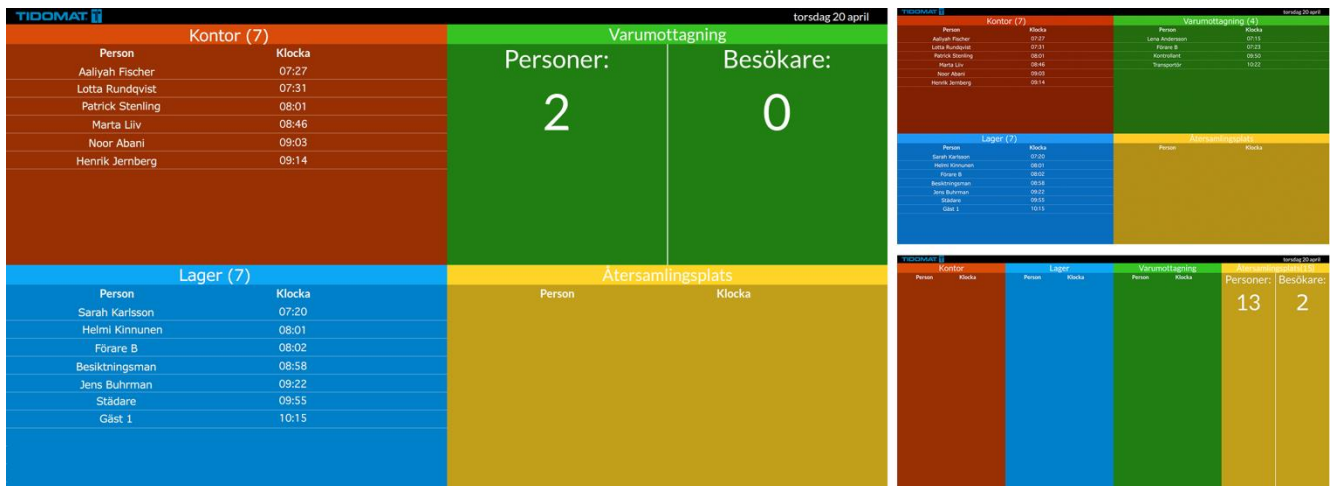 TIDOMAT T torsdag 20 april
Kontor (7) Varumottagning
Person Klocka Personer: Besökare:
Aaliyah Fischer 07:27 2 0
Lotta Rundqvist 07:31
Patrick Stenling 08:01
Marta Liiv 08:46
Noor Abani 09:03
Henrik Jernberg 09:14
Lager (7) Återsamlingsplats
Person Klocka Person Klocka
Sarah Karlsson 07:20
Helmi Kinnunen 08:01
Förare B 08:02
Besiktningsman 08:58
Jens Buhrman 09:22
Städare 09:55
Gäst 1 10:15
TIDOMAT T torsdag 20 april
Kontor (7) Varumottagning (4)
Person Klocka Person Klocka
Aaliyah Fischer 07:27 Lena Andersson 07:15
Lotta Rundqvist 07:31 Förare B 07:23
Patrick Stenling 08:01 Kontrollant 09:50
Marta Liiv 08:46 Transportör 10:22
Noor Abani 09:03
Henrik Jernberg 09:14
Lager (7) Återsamlingsplats
Person Klocka Person Klocka
Sarah Karlsson 07:20
Helmi Kinnunen 08:01
Förare B 08:02
Besiktningsman 08:58
Jens Buhrman 09:22
Städare 09:55
Gäst 1 10:15
TIDOMAT T torsdag 20 april
Kontor Lager Varumottagning Återsamlingsplats(15)
Person Klocka Person Klocka Person Klocka Personer: Besökare:
13 2